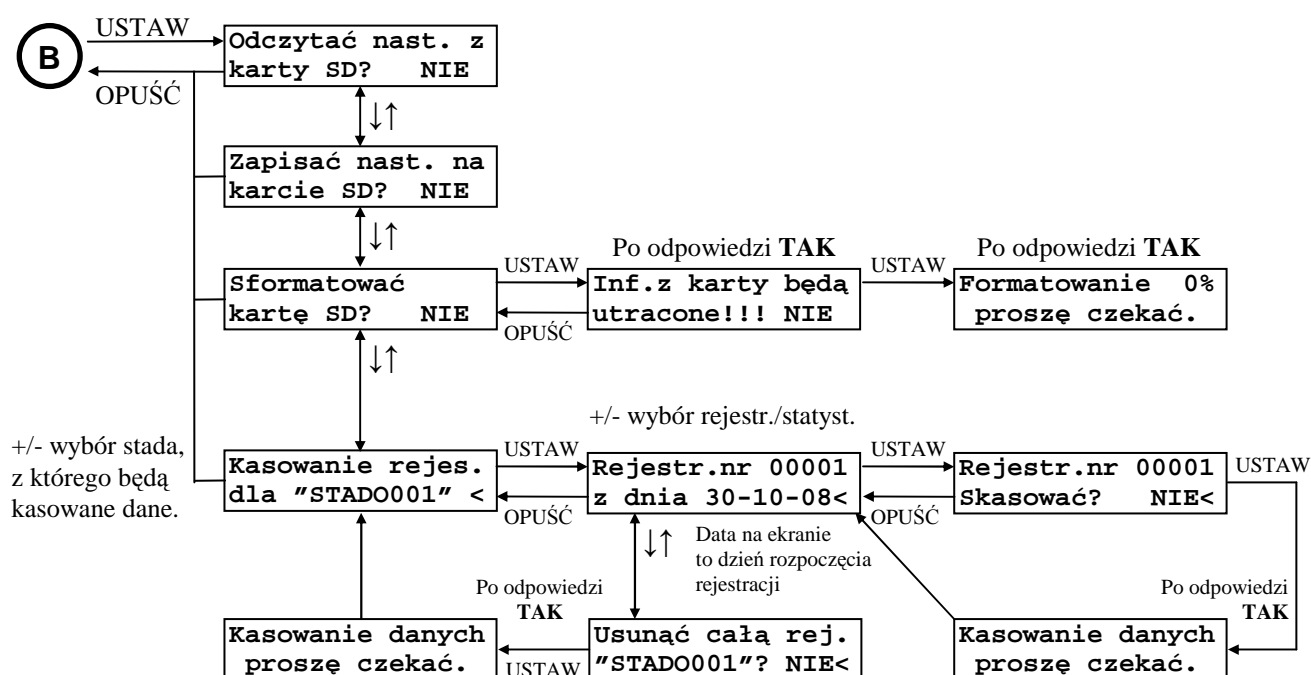 USTAW
B
OPUŚĆ
Odczytać nast. z
karty SD? NIE
↓↑
Zapisać nast. na
karcie SD? NIE
↓↑
Sformatować
kartę SD? NIE
USTAW
OPUŚĆ
Po odpowiedzi TAK
Inf.z karty będą
utracone!!! NIE
USTAW
Po odpowiedzi TAK
Formatowanie 0%
proszę czekać.
↓↑
+/- wybór stada,
z którego będą
kasowane dane.
Kasowanie rejes.
dla "STADO001" <
USTAW
OPUŚĆ
+/- wybór rejestr./statyst.
Rejestr.nr 00001
z dnia 30-10-08<
USTAW
OPUŚĆ
Rejestr.nr 00001
Skasować? NIE<
USTAW
↓↑
Data na ekranie
to dzień rozpoczęcia
rejestracji
Po odpowiedzi
TAK
Po odpowiedzi
TAK
Kasowanie danych
proszę czekać.
USTAW
Usunąć całą rej.
"STADO001"? NIE<
Kasowanie danych
proszę czekać.